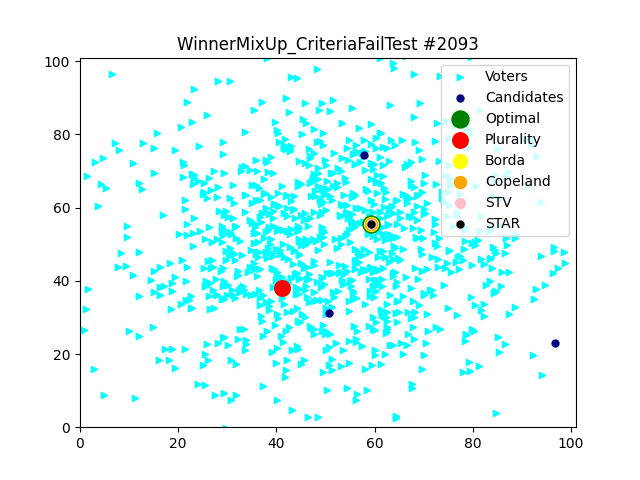 WinnerMixUp_CriteriaFailTest #2093
100
80
60
40
20
0
0 20 40 60 80 100
Voters
Candidates
Optimal
Plurality
Borda
Copeland
STV
STAR